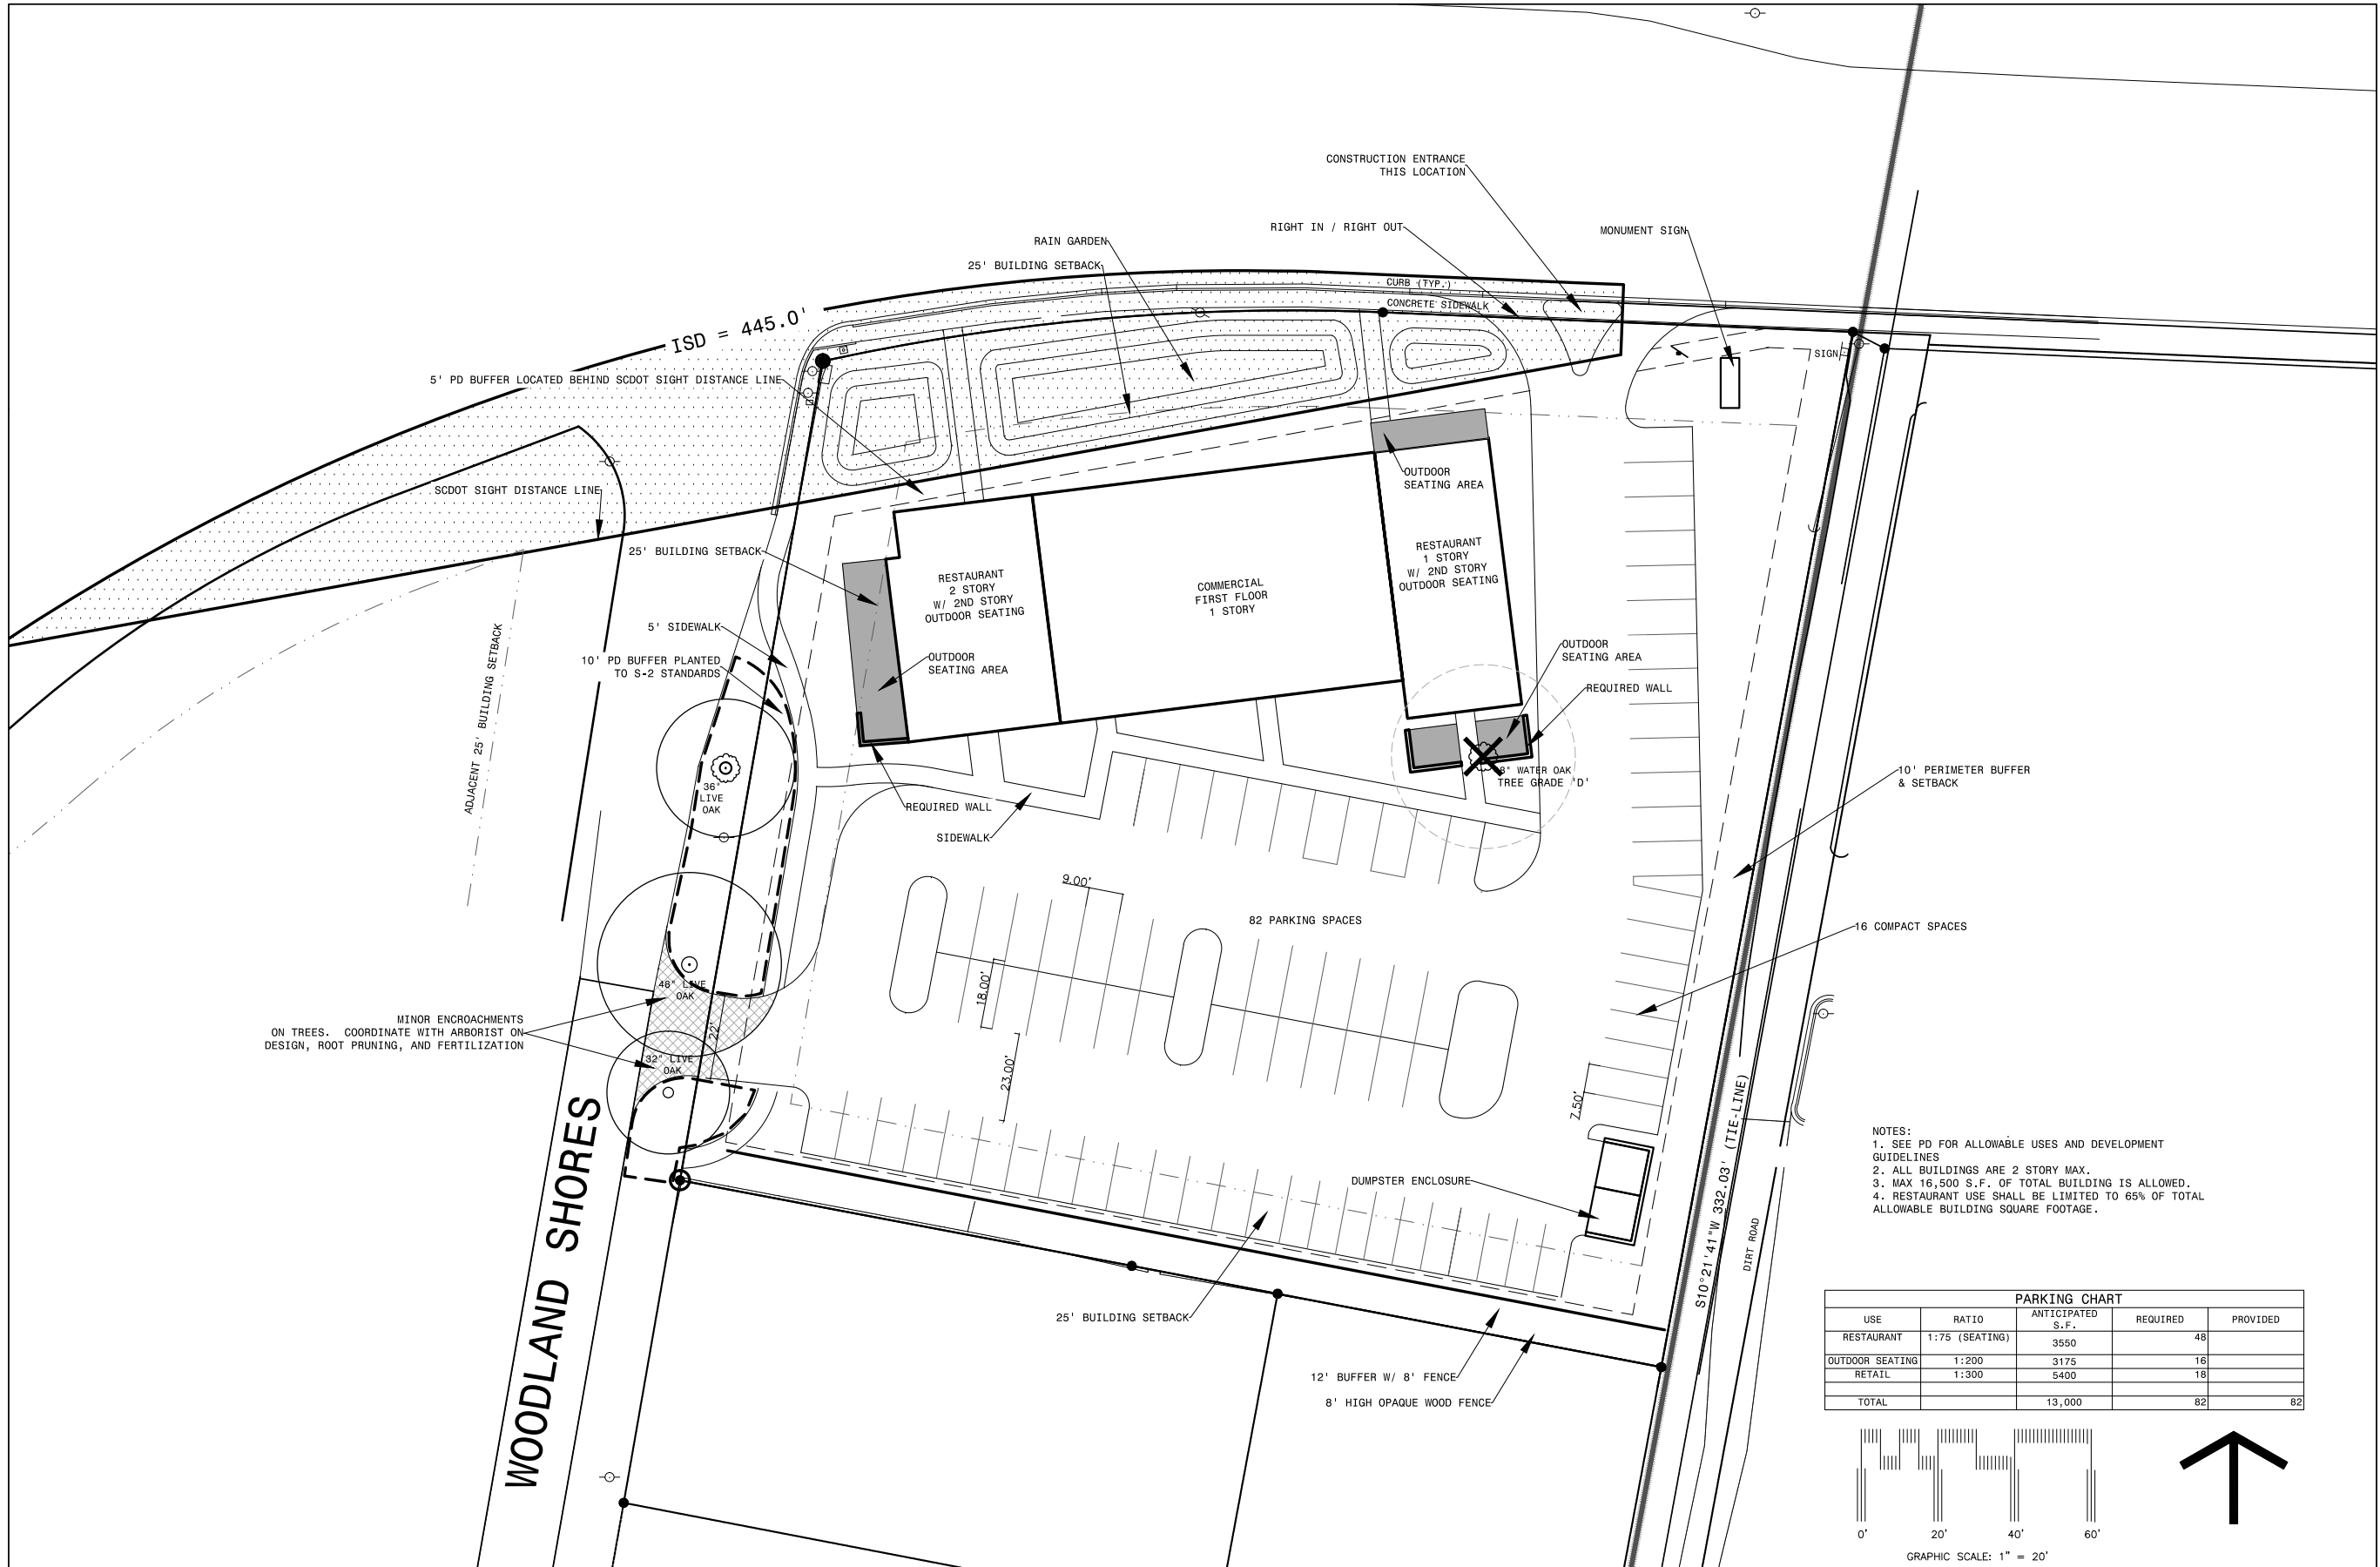 CONSTRUCTION ENTRANCE
THIS LOCATION
RIGHT IN / RIGHT OUT
MONUMENT SIGN
RAIN GARDEN
25' BUILDING SETBACK
CURB (TYP.)
CONCRETE SIDEWALK
ISD = 445.0'
SIGN
5' PD BUFFER LOCATED BEHIND SCDOT SIGHT DISTANCE LINE
SCDOT SIGHT DISTANCE LINE
OUTDOOR
SEATING AREA
25' BUILDING SETBACK
RESTAURANT
2 STORY
W/ 2ND STORY
OUTDOOR SEATING
COMMERCIAL
FIRST FLOOR
1 STORY
RESTAURANT
1 STORY
W/ 2ND STORY
OUTDOOR SEATING
5' SIDEWALK
10' PD BUFFER PLANTED
TO S-2 STANDARDS
OUTDOOR
SEATING AREA
OUTDOOR
SEATING AREA
REQUIRED WALL
ADJACENT 25' BUILDING SETBACK
36"
LIVE
OAK
REQUIRED WALL
SIDEWALK
8" WATER OAK
TREE GRADE 'D'
10' PERIMETER BUFFER
& SETBACK
9.00'
82 PARKING SPACES
16 COMPACT SPACES
18.00'
48" LIVE
OAK
MINOR ENCROACHMENTS
ON TREES.  COORDINATE WITH ARBORIST ON
DESIGN, ROOT PRUNING, AND FERTILIZATION
22'
32" LIVE
OAK
23.00'
7.50'
WOODLAND SHORES
DUMPSTER ENCLOSURE
S10°21'41"W 332.03' (TIE-LINE)
DIRT ROAD
25' BUILDING SETBACK
12' BUFFER W/ 8' FENCE
8' HIGH OPAQUE WOOD FENCE
NOTES:
1. SEE PD FOR ALLOWABLE USES AND DEVELOPMENT
GUIDELINES
2. ALL BUILDINGS ARE 2 STORY MAX.
3. MAX 16,500 S.F. OF TOTAL BUILDING IS ALLOWED.
4. RESTAURANT USE SHALL BE LIMITED TO 65% OF TOTAL
ALLOWABLE BUILDING SQUARE FOOTAGE.
PARKING CHART
USE RATIO ANTICIPATED S.F. REQUIRED PROVIDED
RESTAURANT 1:75 (SEATING) 3550 48
OUTDOOR SEATING 1:200 3175 16
RETAIL 1:300 5400 18
TOTAL 13,000 82 82
0' 20' 40' 60'
GRAPHIC SCALE: 1" = 20'